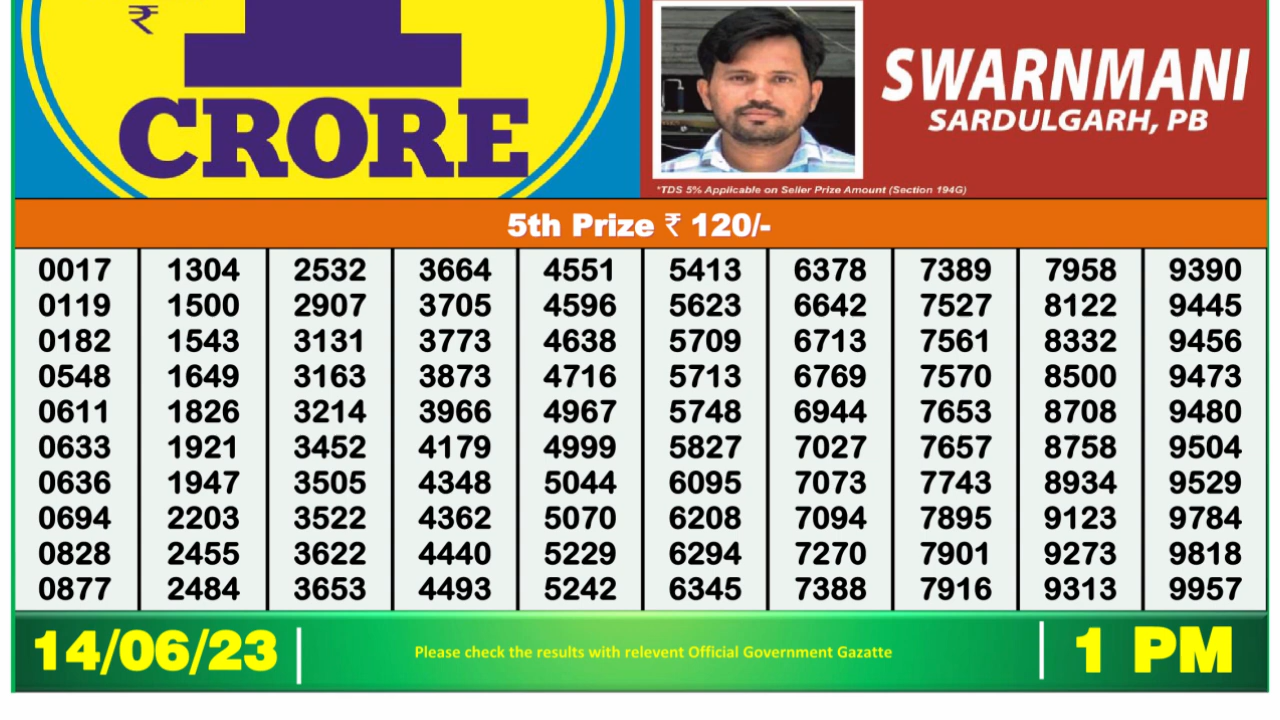 ₹
CRORE
SWARNMANI
SARDULGARH, PB
*TDS 5% Applicable on Seller Prize Amount (Section 194G)
5th Prize ₹ 120/-
0017 1304 2532 3664 4551 5413 6378 7389 7958 9390
0119 1500 2907 3705 4596 5623 6642 7527 8122 9445
0182 1543 3131 3773 4638 5709 6713 7561 8332 9456
0548 1649 3163 3873 4716 5713 6769 7570 8500 9473
0611 1826 3214 3966 4967 5748 6944 7653 8708 9480
0633 1921 3452 4179 4999 5827 7027 7657 8758 9504
0636 1947 3505 4348 5044 6095 7073 7743 8934 9529
0694 2203 3522 4362 5070 6208 7094 7895 9123 9784
0828 2455 3622 4440 5229 6294 7270 7901 9273 9818
0877 2484 3653 4493 5242 6345 7388 7916 9313 9957
14/06/23
Please check the results with relevent Official Government Gazatte
1 PM